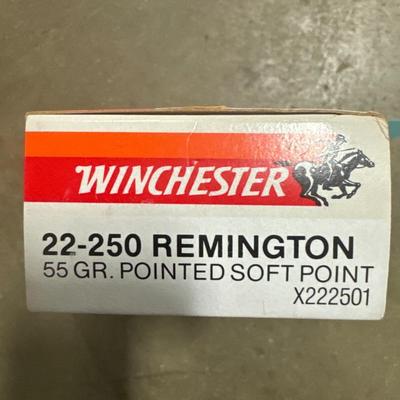 WINCHESTER
22-250 REMINGTON
55 GR. POINTED SOFT POINT
X222501